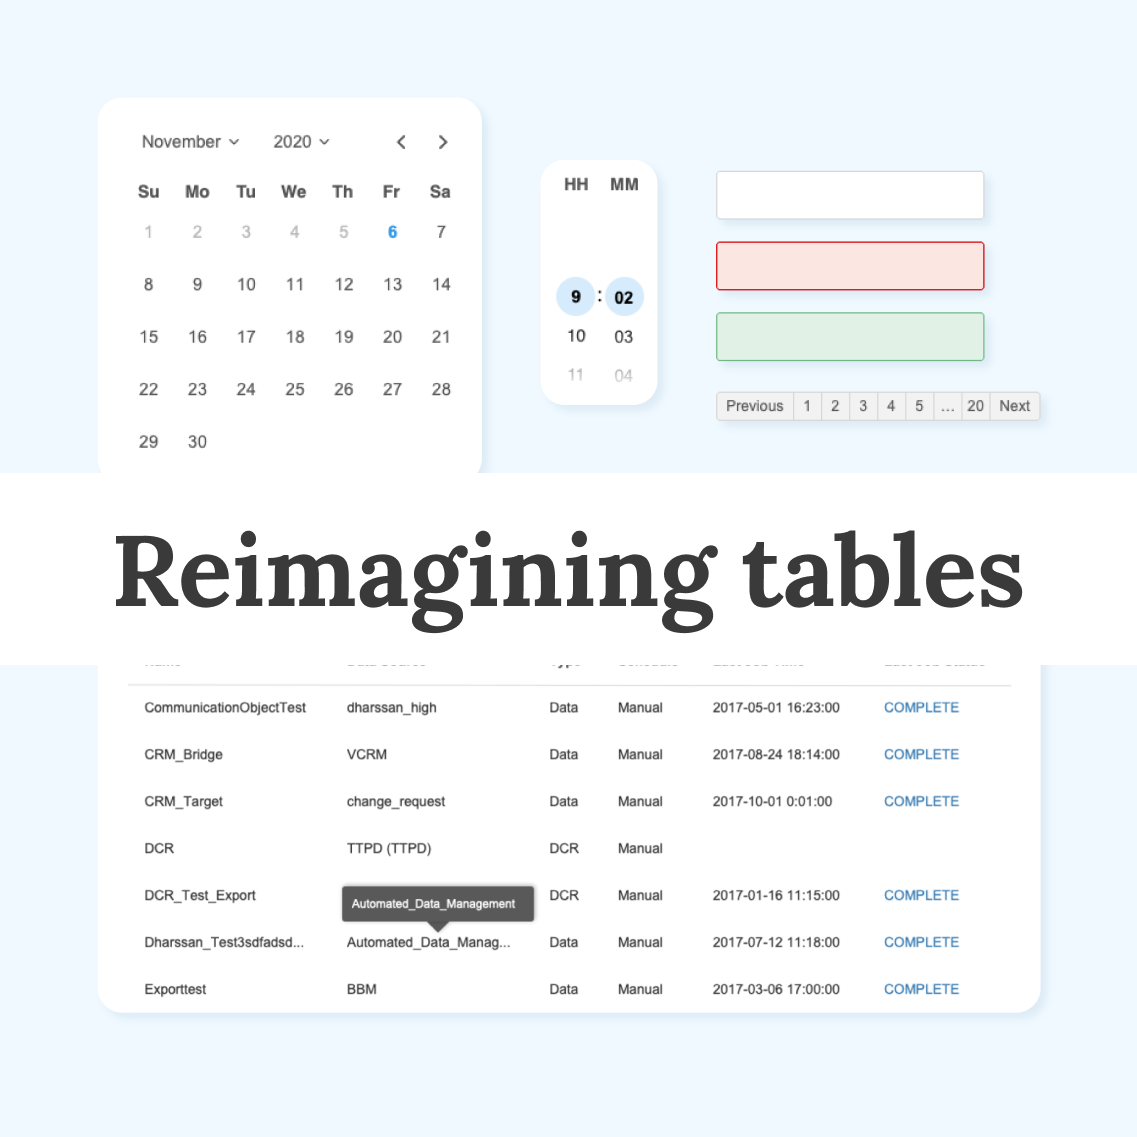 November 2020
Su Mo Tu We Th Fr Sa
1 2 3 4 5 6 7
8 9 10 11 12 13 14
15 16 17 18 19 20 21
22 23 24 25 26 27 28
29 30
HH MM
9 : 02
10 03
11 04
Previous 1 2 3 4 5 ... 20 Next
Reimagining tables
CommunicationObjectTest dharssan_high Data Manual 2017-05-01 16:23:00 COMPLETE
CRM_Bridge VCRM Data Manual 2017-08-24 18:14:00 COMPLETE
CRM_Target change_request Data Manual 2017-10-01 0:01:00 COMPLETE
DCR TTPD (TTPD) DCR Manual
DCR_Test_Export DCR Manual 2017-01-16 11:15:00 COMPLETE
Automated_Data_Management
Dharssan_Test3sdfadsd... Automated_Data_Manag... Data Manual 2017-07-12 11:18:00 COMPLETE
Exporttest BBM Data Manual 2017-03-06 17:00:00 COMPLETE